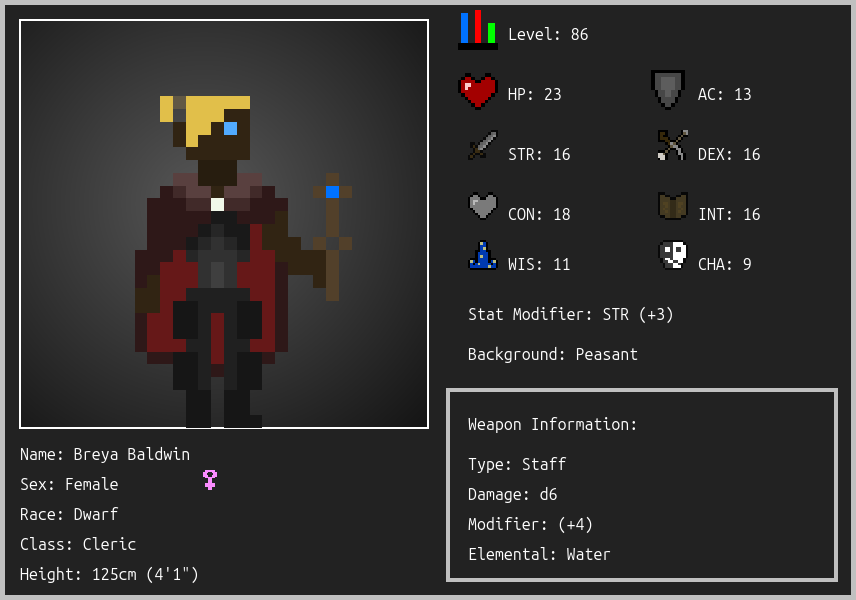 Level: 86
HP: 23
AC: 13
STR: 16
DEX: 16
CON: 18
INT: 16
WIS: 11
CHA: 9
Stat Modifier: STR (+3)
Background: Peasant
Weapon Information:
Type: Staff
Damage: d6
Modifier: (+4)
Elemental: Water
Name: Breya Baldwin
Sex: Female
Race: Dwarf
Class: Cleric
Height: 125cm (4'1")